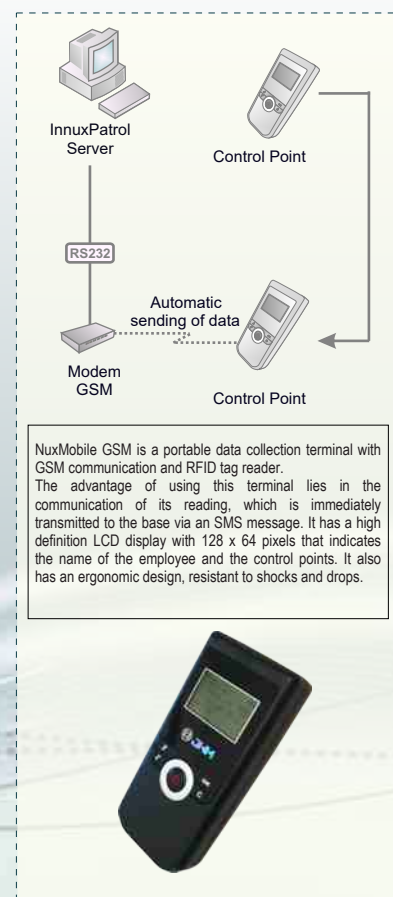 InnuxPatrol
Server
Control Point
RS232
Automatic
sending of data
Modem
GSM
Control Point
NuxMobile GSM is a portable data collection terminal with
GSM communication and RFID tag reader.
The advantage of using this terminal lies in the
communication of its reading, which is immediately
transmitted to the base via an SMS message. It has a high
definition LCD display with 128 x 64 pixels that indicates
the name of the employee and the control points. It also
has an ergonomic design, resistant to shocks and drops.